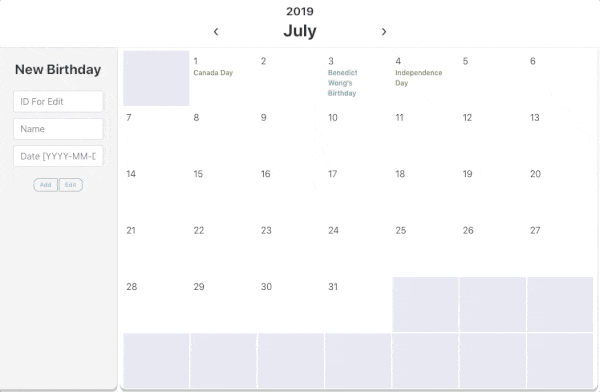 2019
‹ July ›
New Birthday
ID For Edit
Name
Date [YYYY-MM-D
Add Edit
1 2 3 4 5 6
Canada Day
Benedict
Wong's
Birthday
Independence
Day
7 8 9 10 11 12 13
14 15 16 17 18 19 20
21 22 23 24 25 26 27
28 29 30 31